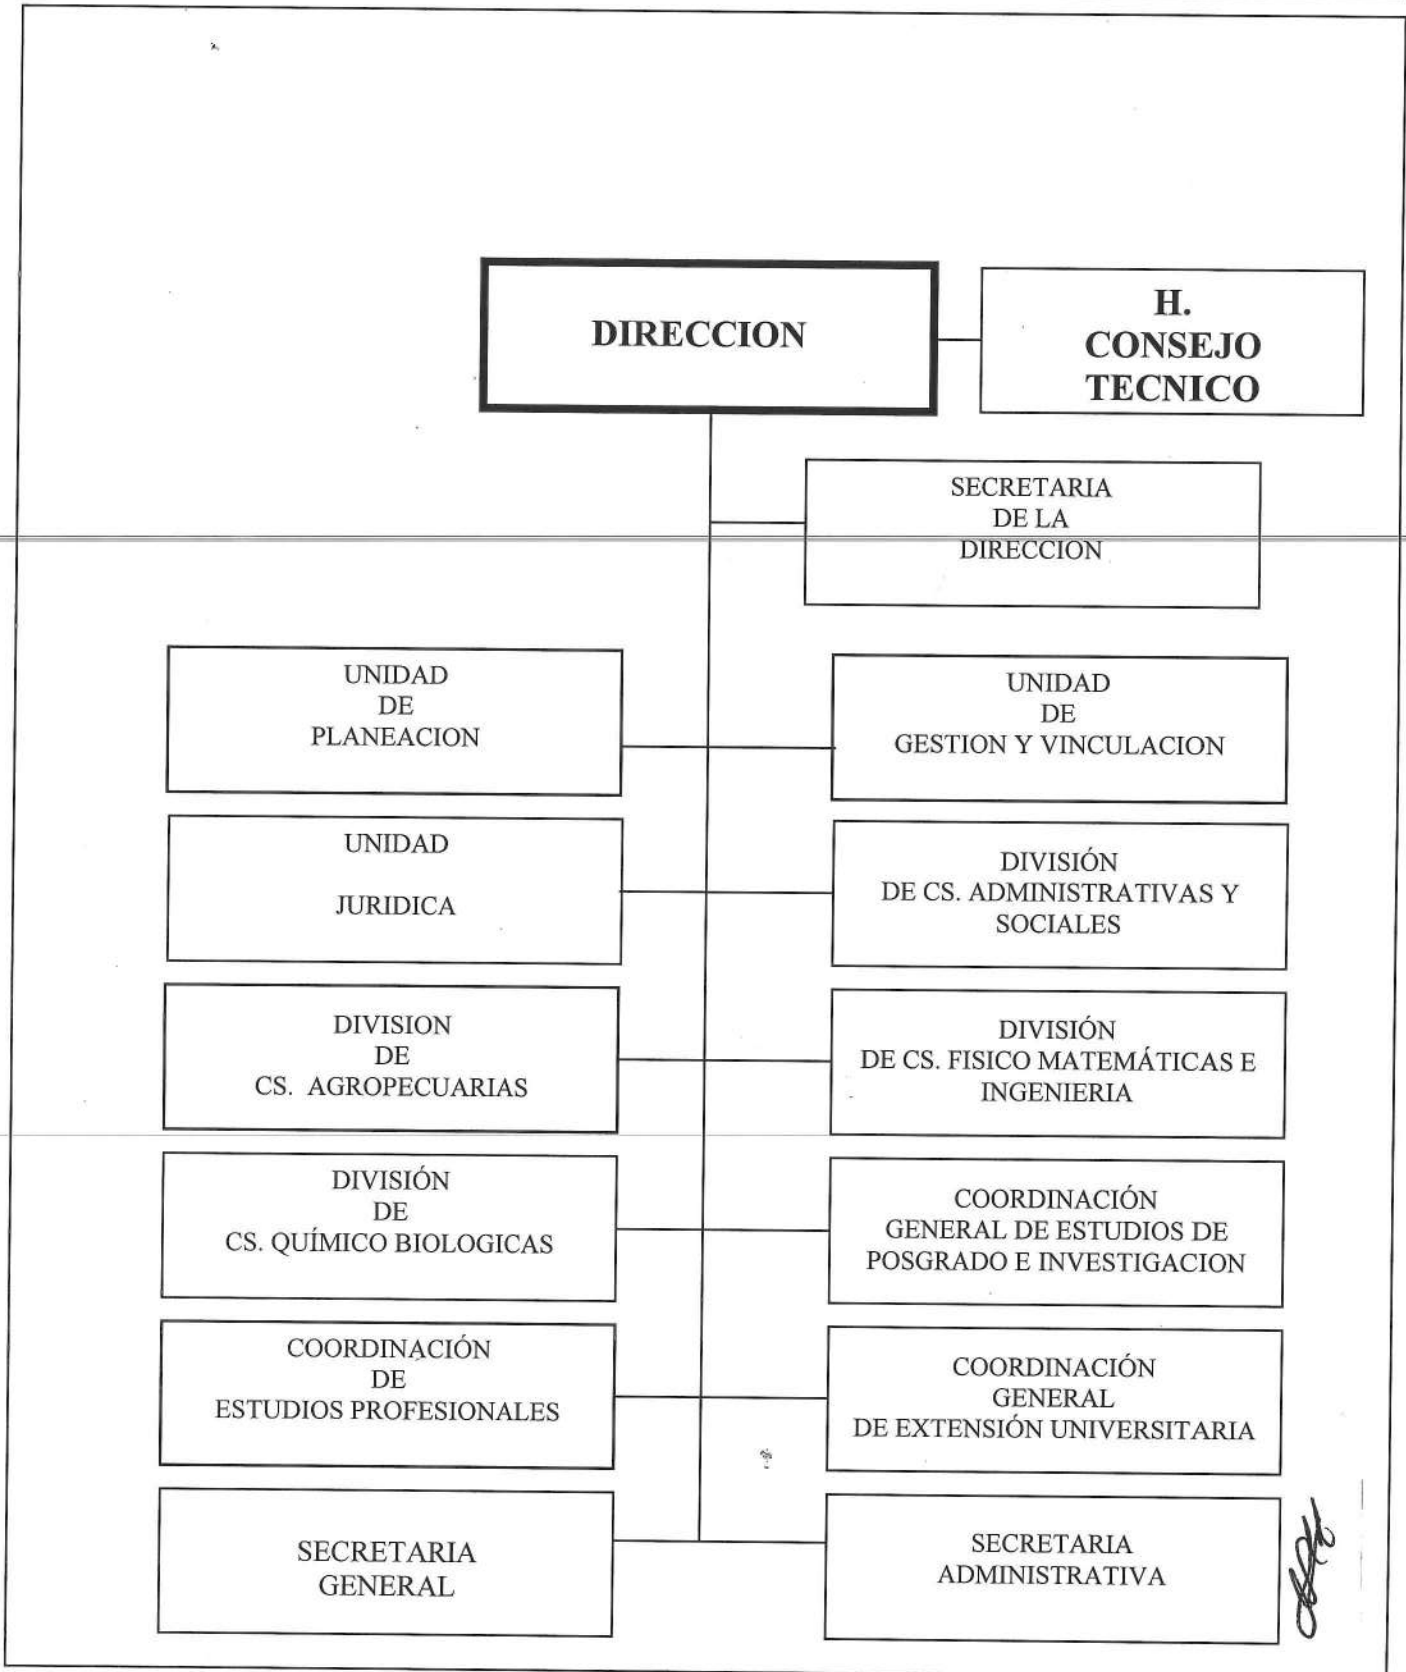 DIRECCION
H.
CONSEJO
TECNICO
SECRETARIA
DE LA
DIRECCION
UNIDAD
DE
PLANEACION
UNIDAD
DE
GESTION Y VINCULACION
UNIDAD
JURIDICA
DIVISIÓN
DE CS. ADMINISTRATIVAS Y
SOCIALES
DIVISION
DE
CS. AGROPECUARIAS
DIVISIÓN
DE CS. FISICO MATEMÁTICAS E
INGENIERIA
DIVISIÓN
DE
CS. QUÍMICO BIOLOGICAS
COORDINACIÓN
GENERAL DE ESTUDIOS DE
POSGRADO E INVESTIGACION
COORDINACIÓN
DE
ESTUDIOS PROFESIONALES
COORDINACIÓN
GENERAL
DE EXTENSIÓN UNIVERSITARIA
SECRETARIA
GENERAL
SECRETARIA
ADMINISTRATIVA